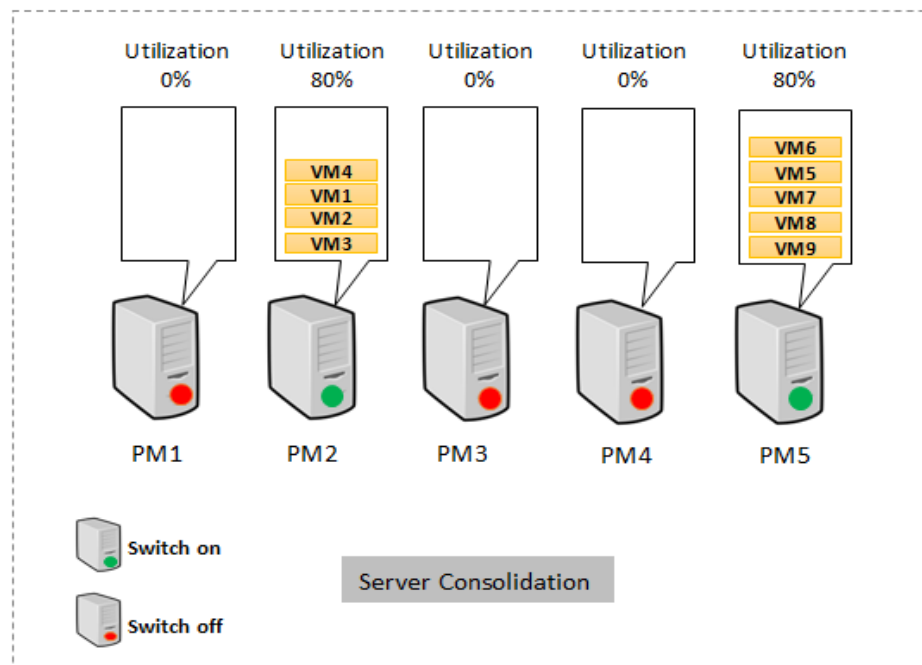 Utilization
0%
Utilization
80%
Utilization
0%
Utilization
0%
Utilization
80%
VM4
VM1
VM2
VM3
VM6
VM5
VM7
VM8
VM9
PM1
PM2
PM3
PM4
PM5
Switch on
Server Consolidation
Switch off